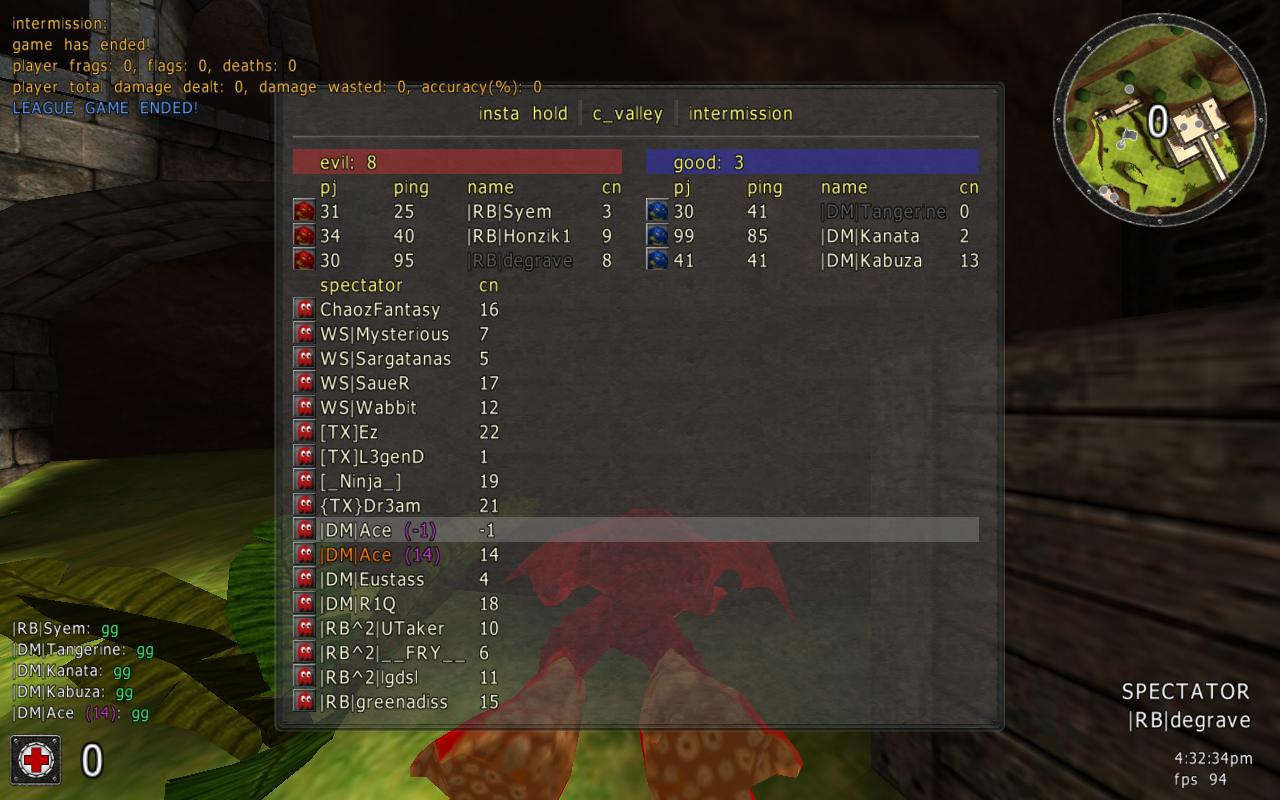 intermission:
game has ended!
player frags: 0, flags: 0, deaths: 0
player total damage dealt: 0, damage wasted: 0, accuracy(%): 0
LEAGUE GAME ENDED!
insta hold | c_valley | intermission
0
evil: 8
pj ping name cn
31 25 |RB|Syem 3
34 40 |RB|Honzik1 9
30 95 |RB|degrave 8
good: 3
pj ping name cn
30 41 |DM|Tangerine 0
99 85 |DM|Kanata 2
41 41 |DM|Kabuza 13
spectator cn
ChaozFantasy 16
WS|Mysterious 7
WS|Sargatanas 5
WS|SaueR 17
WS|Wabbit 12
[TX]Ez 22
[TX]L3genD 1
[_Ninja_] 19
{TX}Dr3am 21
|DM|Ace (-1) -1
|DM|Ace (14) 14
|DM|Eustass 4
|DM|R1Q 18
|RB^2|UTaker 10
|RB^2|__FRY__ 6
|RB^2|lgdsl 11
|RB|greenadiss 15
|RB|Syem: gg
|DM|Tangerine: gg
|DM|Kanata: gg
|DM|Kabuza: gg
|DM|Ace (14): gg
0
SPECTATOR
|RB|degrave
4:32:34pm
fps 94